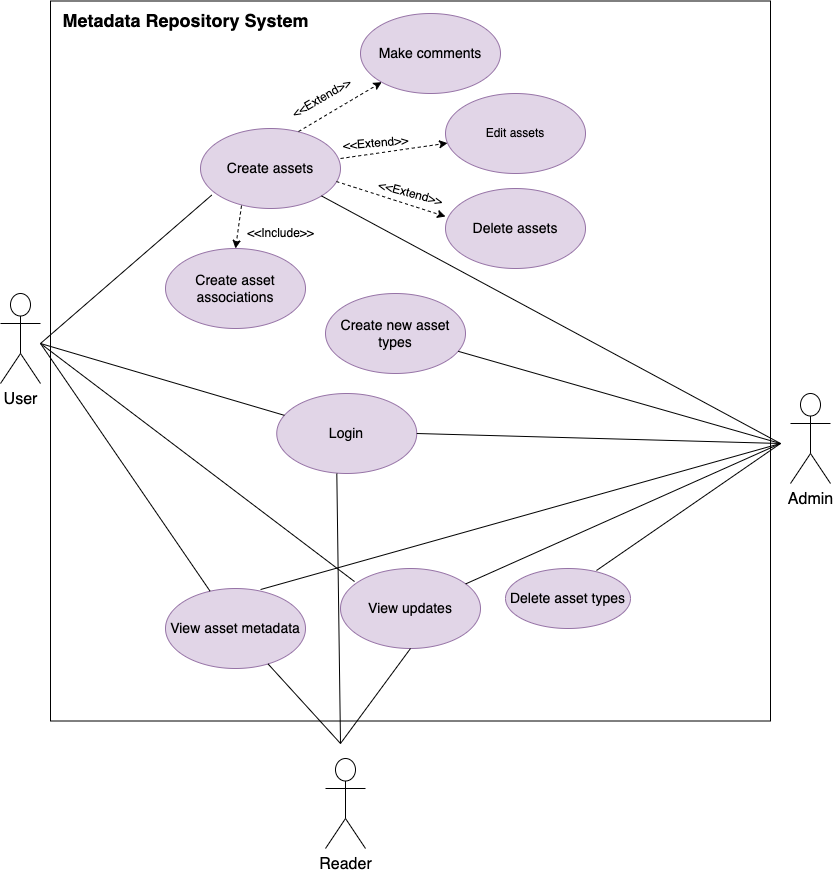 Metadata Repository System
Make comments
<<Extend>>
Edit assets
<<Extend>>
Create assets
<<Extend>>
Delete assets
<<Include>>
Create asset
associations
Create new asset
types
User
Login
Admin
View asset metadata
View updates
Delete asset types
Reader